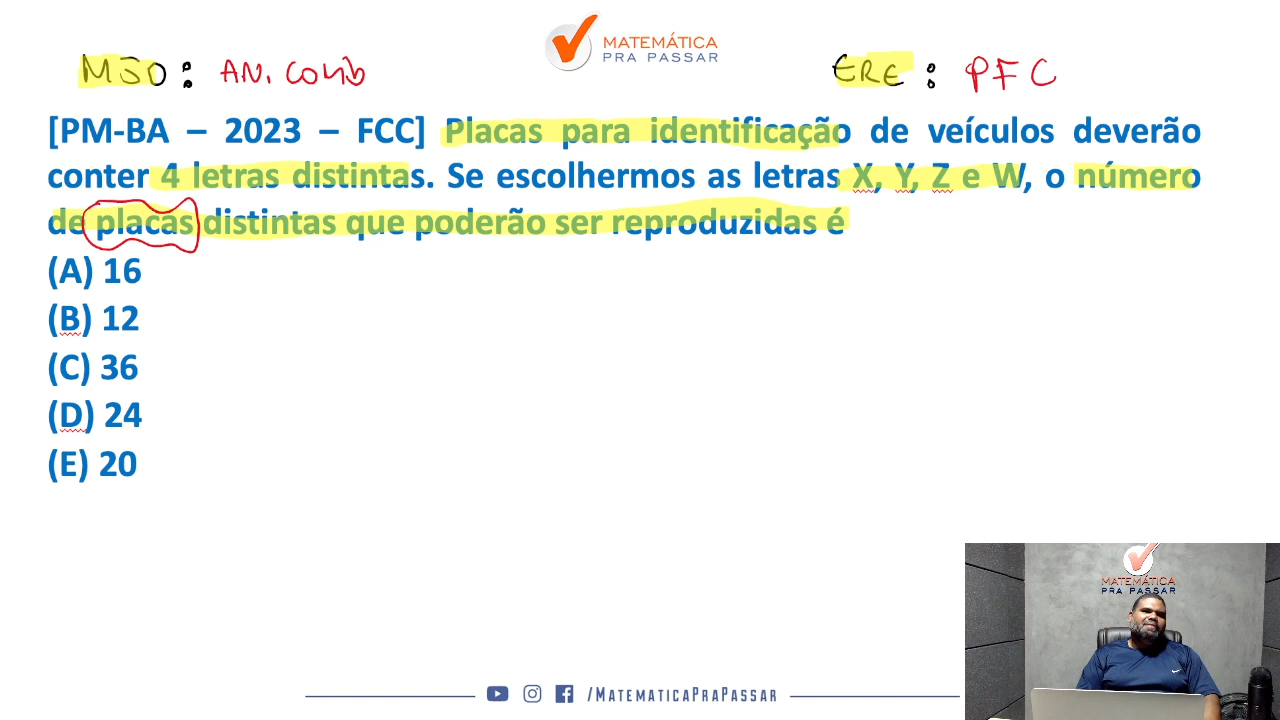 MATEMÁTICA
PRA PASSAR
MJD: AN. COMB
ERE: PFC
[PM-BA – 2023 – FCC] Placas para identificação de veículos deverão
conter 4 letras distintas. Se escolhermos as letras X, Y, Z e W, o número
de placas distintas que poderão ser reproduzidas é
(A) 16
(B) 12
(C) 36
(D) 24
(E) 20
MATEMÁTICA
PRA PASSAR
/MATEMATICAPRAPASSAR